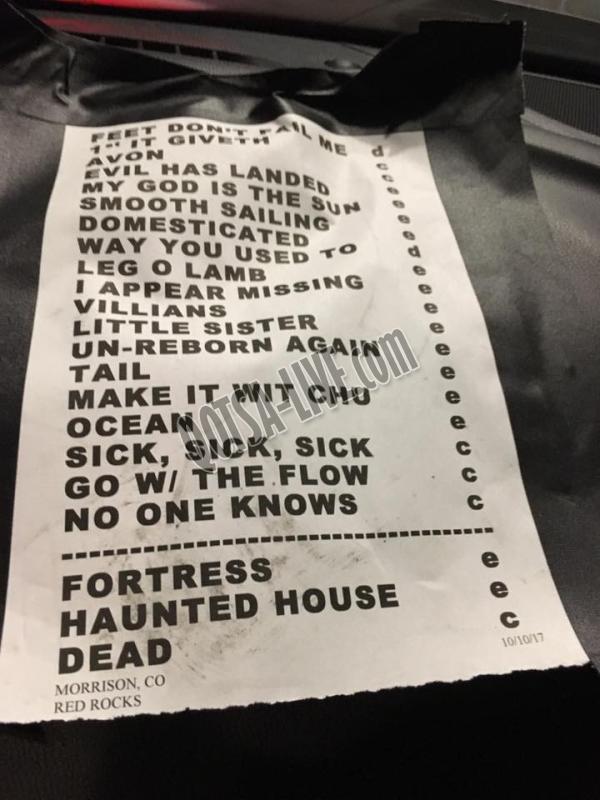 FEET DON'T FAIL ME d
1st IT GIVETH c
AVON c
EVIL HAS LANDED e
MY GOD IS THE SUN e
SMOOTH SAILING e
DOMESTICATED e
WAY YOU USED TO d
LEG O LAMB e
I APPEAR MISSING e
VILLIANS e
LITTLE SISTER e
UN-REBORN AGAIN e
TAIL e
MAKE IT WIT CHU e
OCEAN e
SICK, SICK, SICK c
GO W/ THE FLOW c
NO ONE KNOWS c
FORTRESS e
HAUNTED HOUSE e
DEAD c
10/10/17
MORRISON, CO
RED ROCKS
QOTSA-LIVE.com